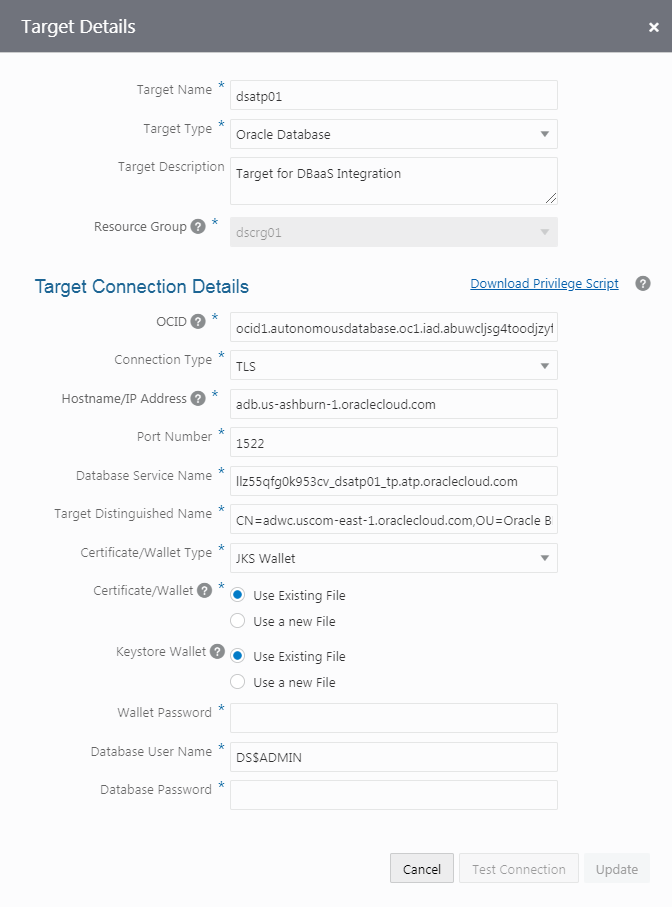 Target Details ×
Target Name * dsatp01
Target Type * Oracle Database
Target Description Target for DBaaS Integration
Resource Group ? * dscrg01
Target Connection Details Download Privilege Script ?
OCID ? * ocid1.autonomousdatabase.oc1.iad.abuwcljsg4toodjzyf
Connection Type * TLS
Hostname/IP Address ? * adb.us-ashburn-1.oraclecloud.com
Port Number * 1522
Database Service Name * llz55qfg0k953cv_dsatp01_tp.atp.oraclecloud.com
Target Distinguished Name * CN=adwc.uscom-east-1.oraclecloud.com,OU=Oracle B
Certificate/Wallet Type * JKS Wallet
Certificate/Wallet ? * Use Existing File
Use a new File
Keystore Wallet ? * Use Existing File
Use a new File
Wallet Password *
Database User Name * DS$ADMIN
Database Password *
Cancel Test Connection Update